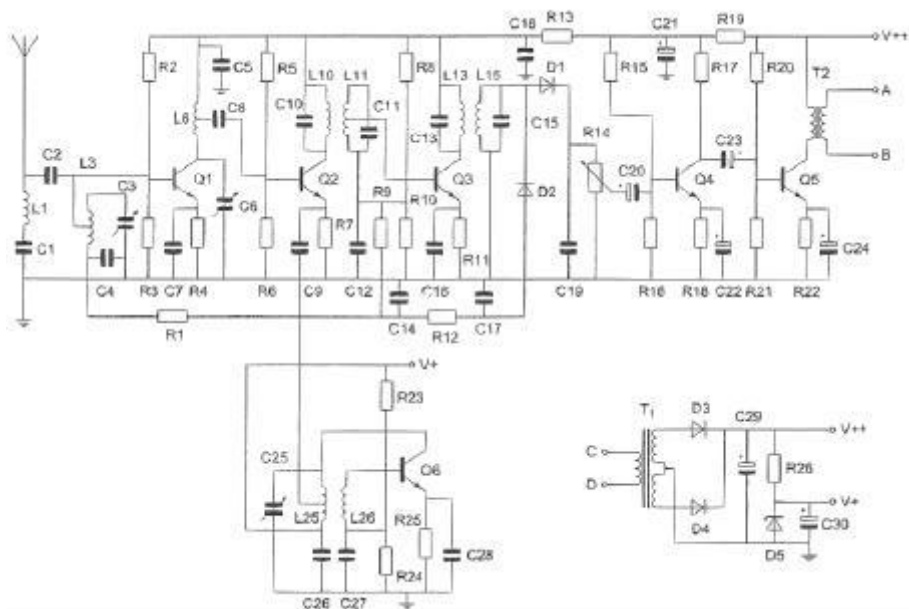 C18 R13 C21 R19 V++
R2 C5 R5 L10 L11 R8 L13 L15 D1 R15 R17 R20 T2
C8 C10 C11 C15 A
L6 C13 R14 C23
C2 L3 Q1 Q2 R9 Q3 D2 C20 Q4 Q5 B
L1 C3 C6 R7 R10
C1 R11 C24
C4 R3 C7 R4 R6 C9 C12 C16 C19 R16 R18 C22 R21 R22
R1 C14 R12 C17
V+
R23
T1 D3 C29 V++
C25 Q6 C R26
L25 L26 R25 D V+
D4 C30
R24 C28 D5
C26 C27